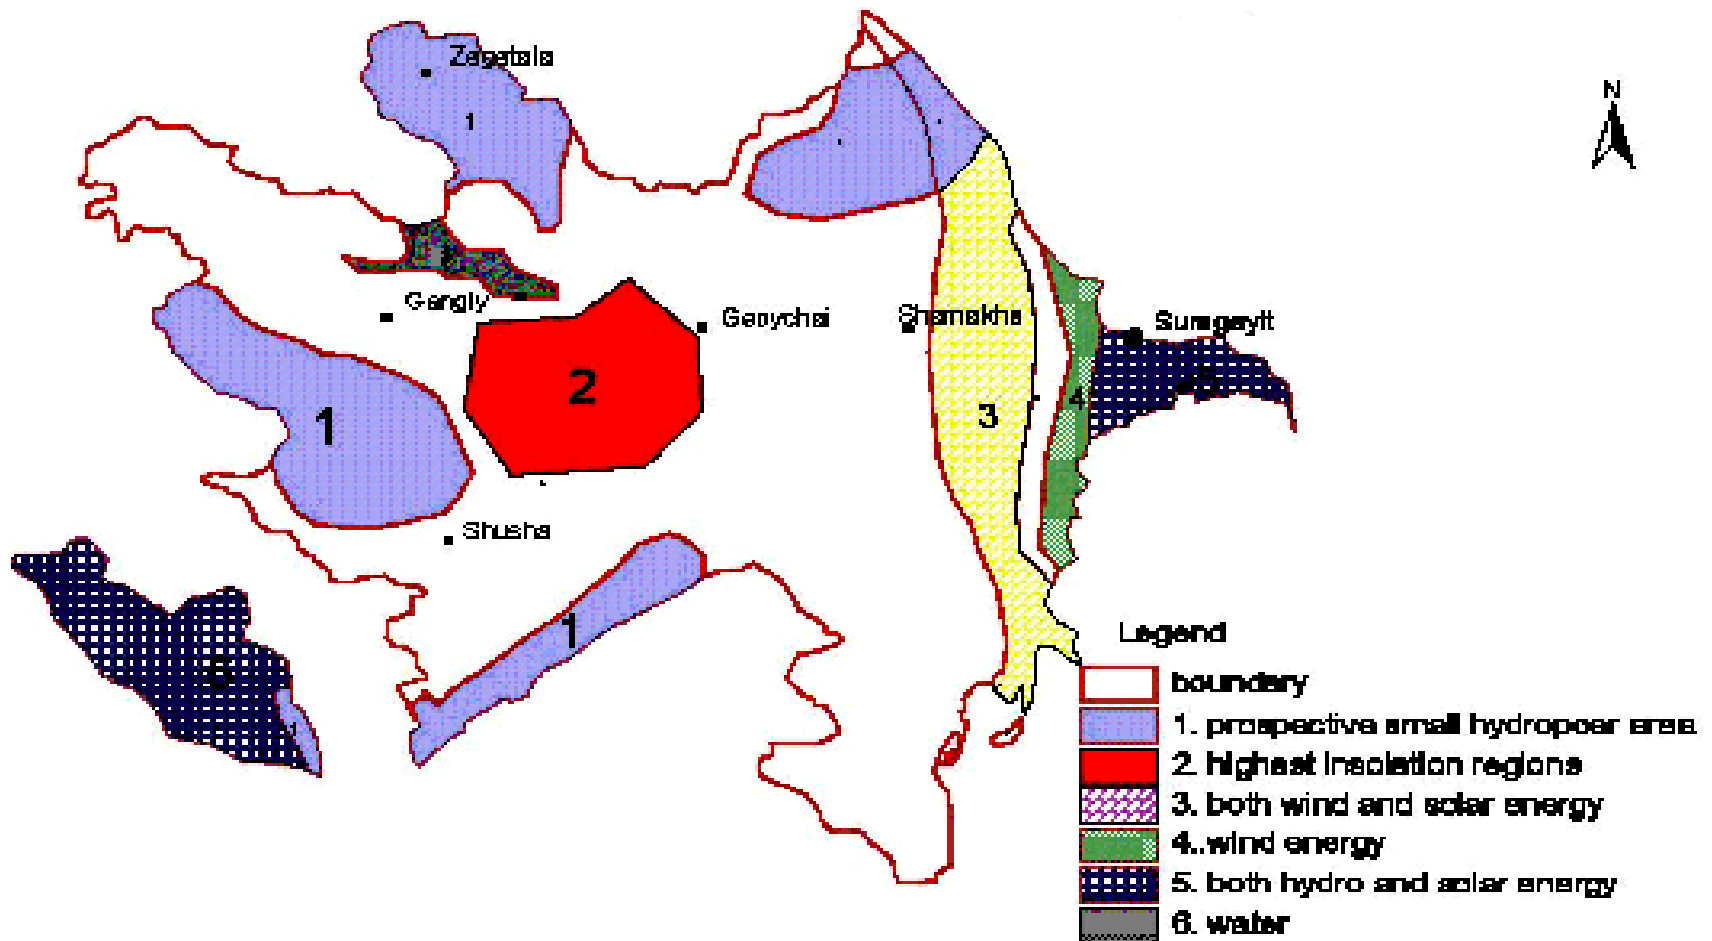 Zagatala
N
1
Gangly
Geoychai
Shamakha
Sumgayit
2
1
3
4
5
Shusha
1
1
Legend
boundary
1. prospective small hydropoer area
2. highest insolation regions
3. both wind and solar energy
4..wind energy
5. both hydro and solar energy
6. water